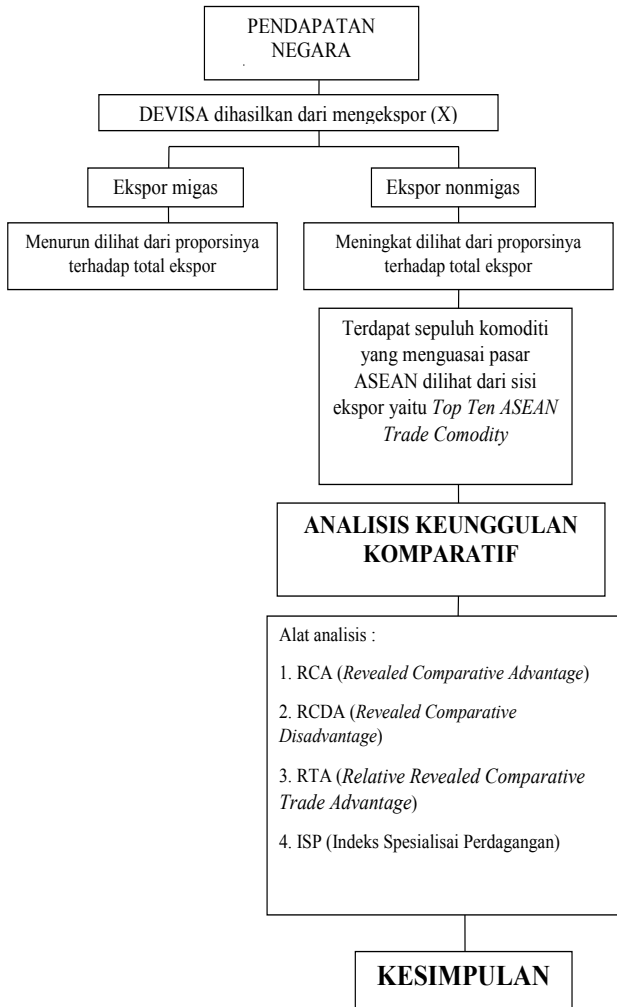 PENDAPATAN
NEGARA
DEVISA dihasilkan dari mengekspor (X)
Ekspor migas
Ekspor nonmigas
Menurun dilihat dari proporsinya
terhadap total ekspor
Meningkat dilihat dari proporsinya
terhadap total ekspor
Terdapat sepuluh komoditi
yang menguasai pasar
ASEAN dilihat dari sisi
ekspor yaitu Top Ten ASEAN
Trade Comodity
ANALISIS KEUNGGULAN
KOMPARATIF
Alat analisis :
1. RCA (Revealed Comparative Advantage)
2. RCDA (Revealed Comparative
Disadvantage)
3. RTA (Relative Revealed Comparative
Trade Advantage)
4. ISP (Indeks Spesialisai Perdagangan)
KESIMPULAN